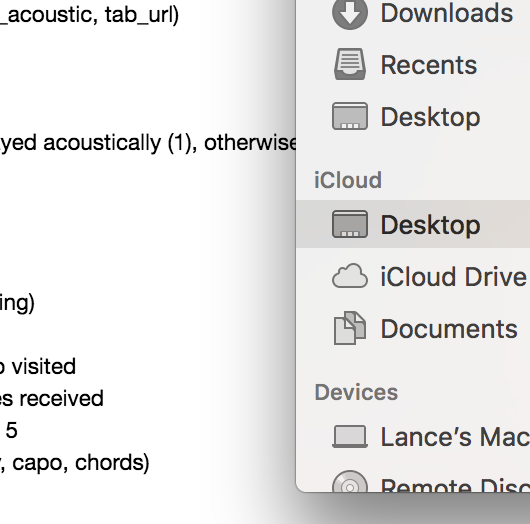 _acoustic, tab_url)
yed acoustically (1), otherwise
ing)
visited
es received
5
, capo, chords)
Downloads
Recents
Desktop
iCloud
Desktop
iCloud Drive
Documents
Devices
Lance’s Mac
Remote Disc